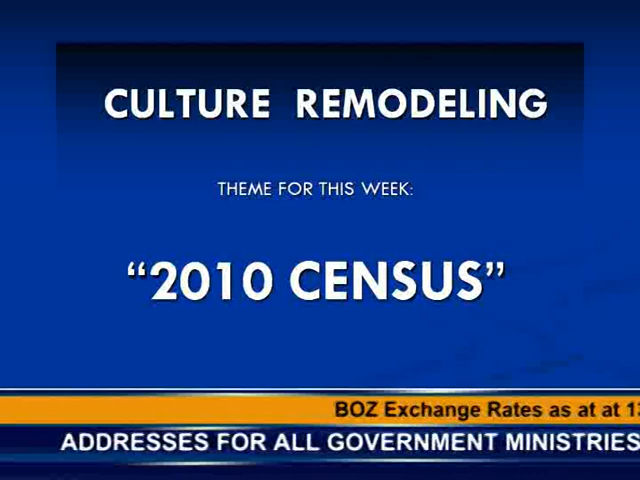 CULTURE REMODELING
THEME FOR THIS WEEK:
“2010 CENSUS”
BOZ Exchange Rates as at at 13
ADDRESSES FOR ALL GOVERNMENT MINISTRIES